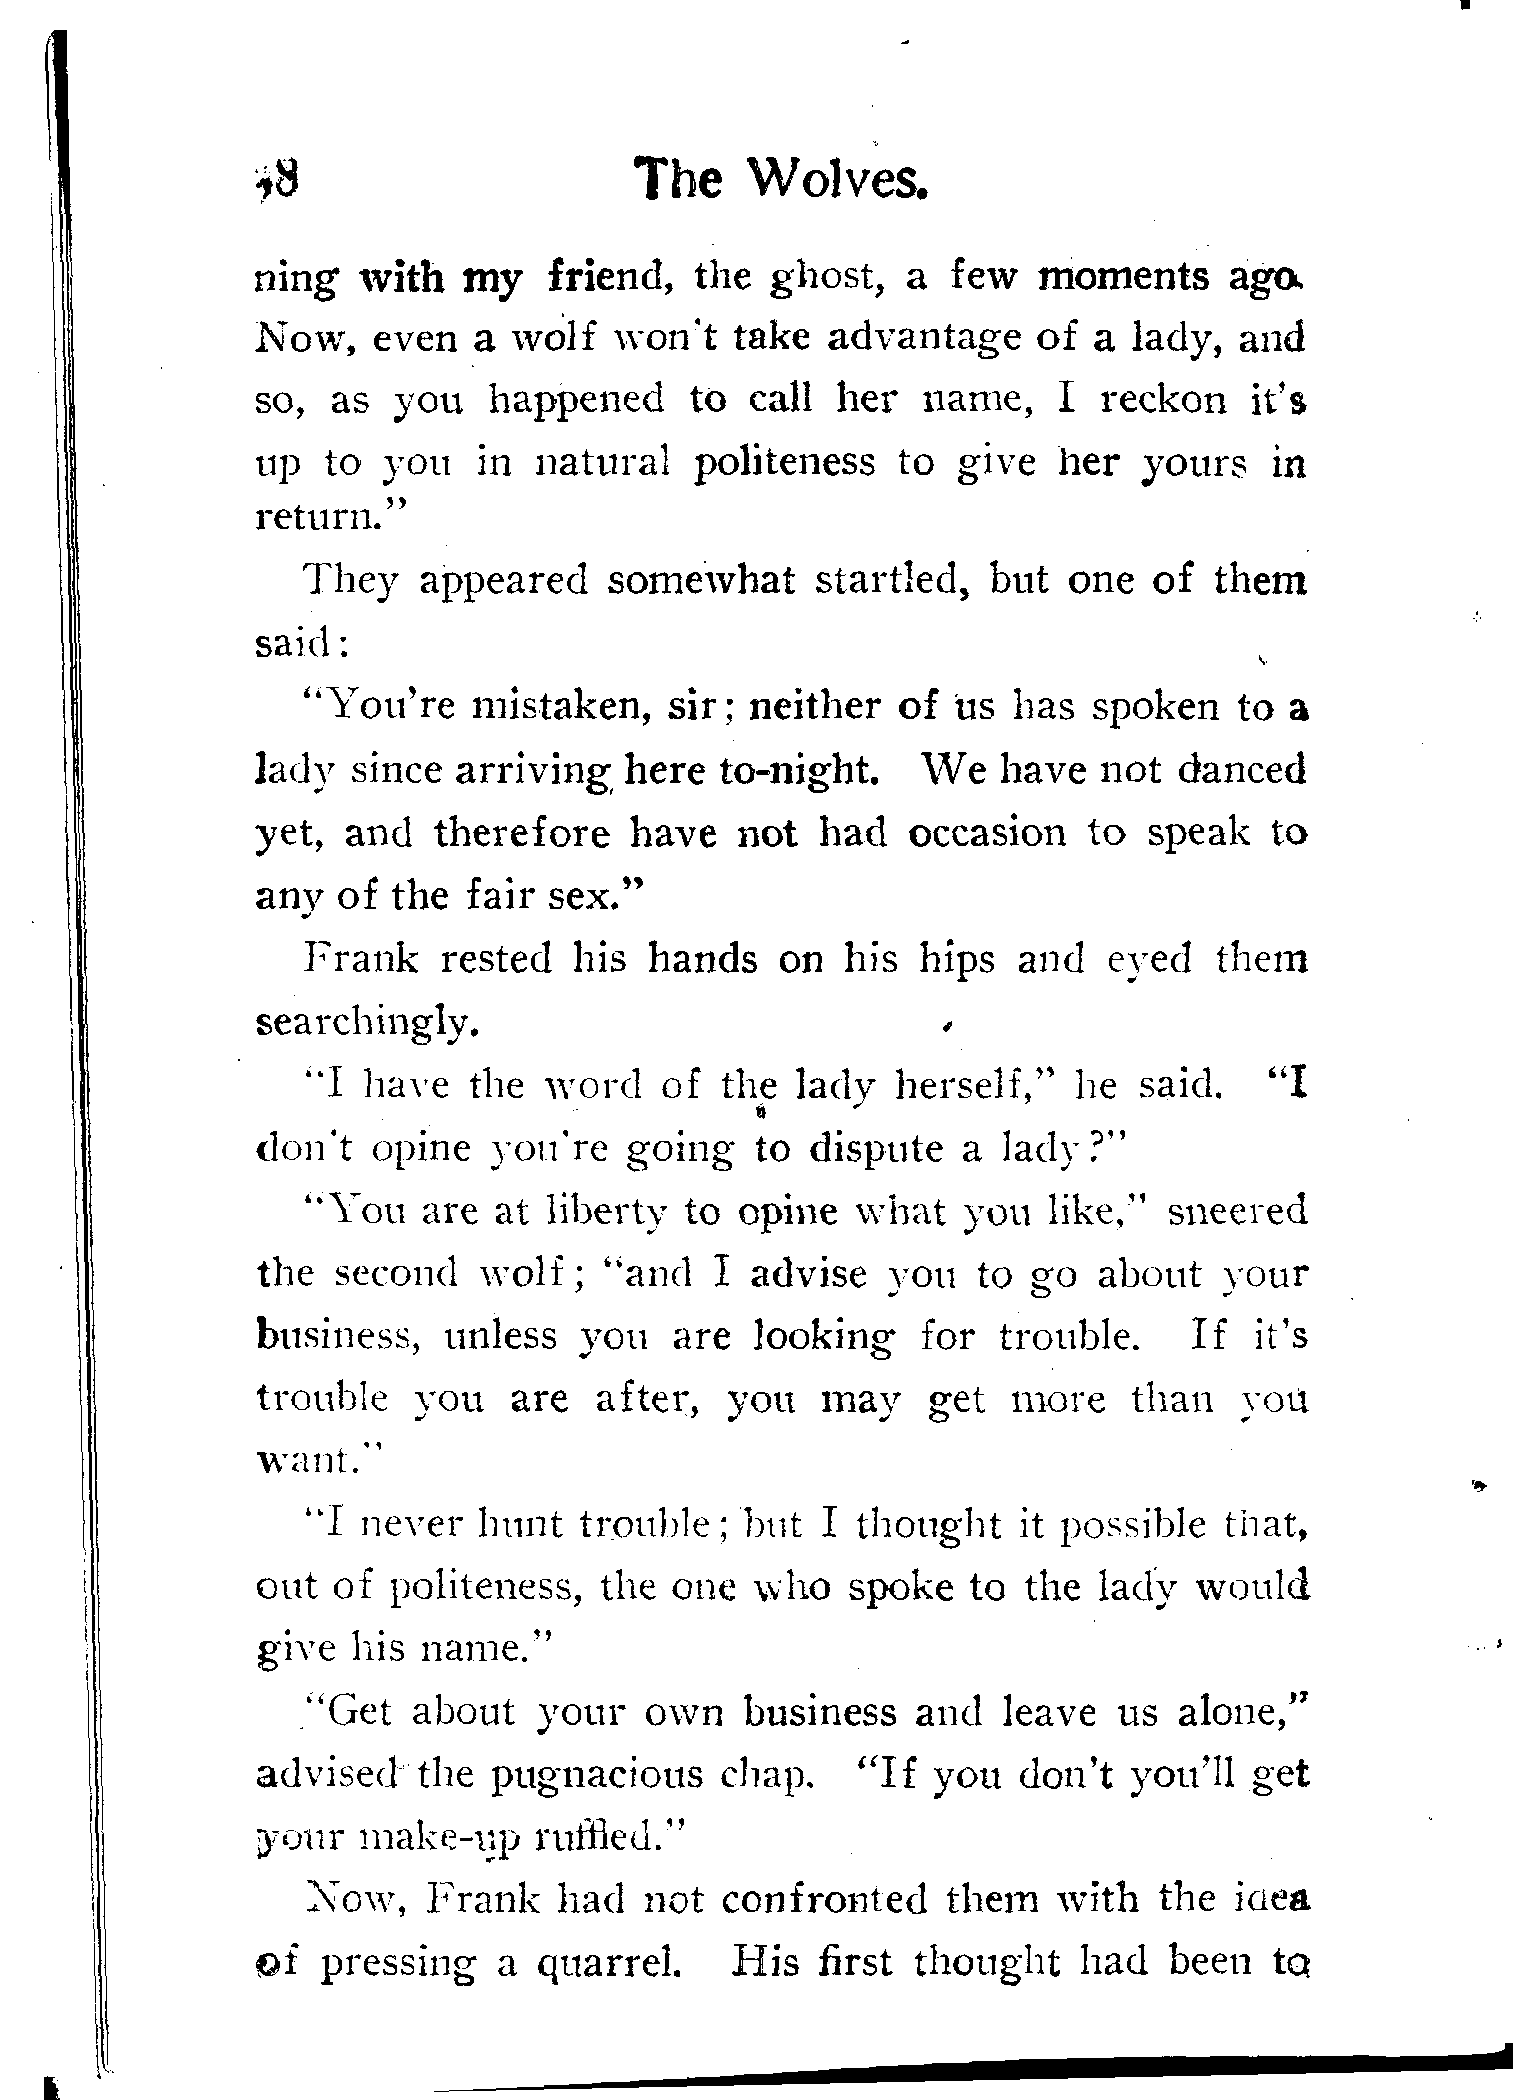 The Wolves.
ning with my friend, the ghost, a few moments ago.
Now, even a wolf won't take advantage of a lady, and
so, as you happened to call her name, I reckon it's
up to you in natural politeness to give her yours in
return."
They appeared somewhat startled, but one of them
said:
"You're mistaken, sir; neither of us has spoken to a
lady since arriving here to-night. We have not danced
yet, and therefore have not had occasion to speak to
any of the fair sex."
Frank rested his hands on his hips and eyed them
searchingly.
"I have the word of the lady herself," he said. "I
don't opine you're going to dispute a lady?"
"You are at liberty to opine what you like," sneered
the second wolf; "and I advise you to go about your
business, unless you are looking for trouble. If it's
trouble you are after, you may get more than you
want."
"I never hunt trouble; but I thought it possible that,
out of politeness, the one who spoke to the lady would
give his name."
"Get about your own business and leave us alone,"
advised the pugnacious chap. "If you don't you'll get
your make-up ruffled."
Now, Frank had not confronted them with the idea
of pressing a quarrel. His first thought had been to